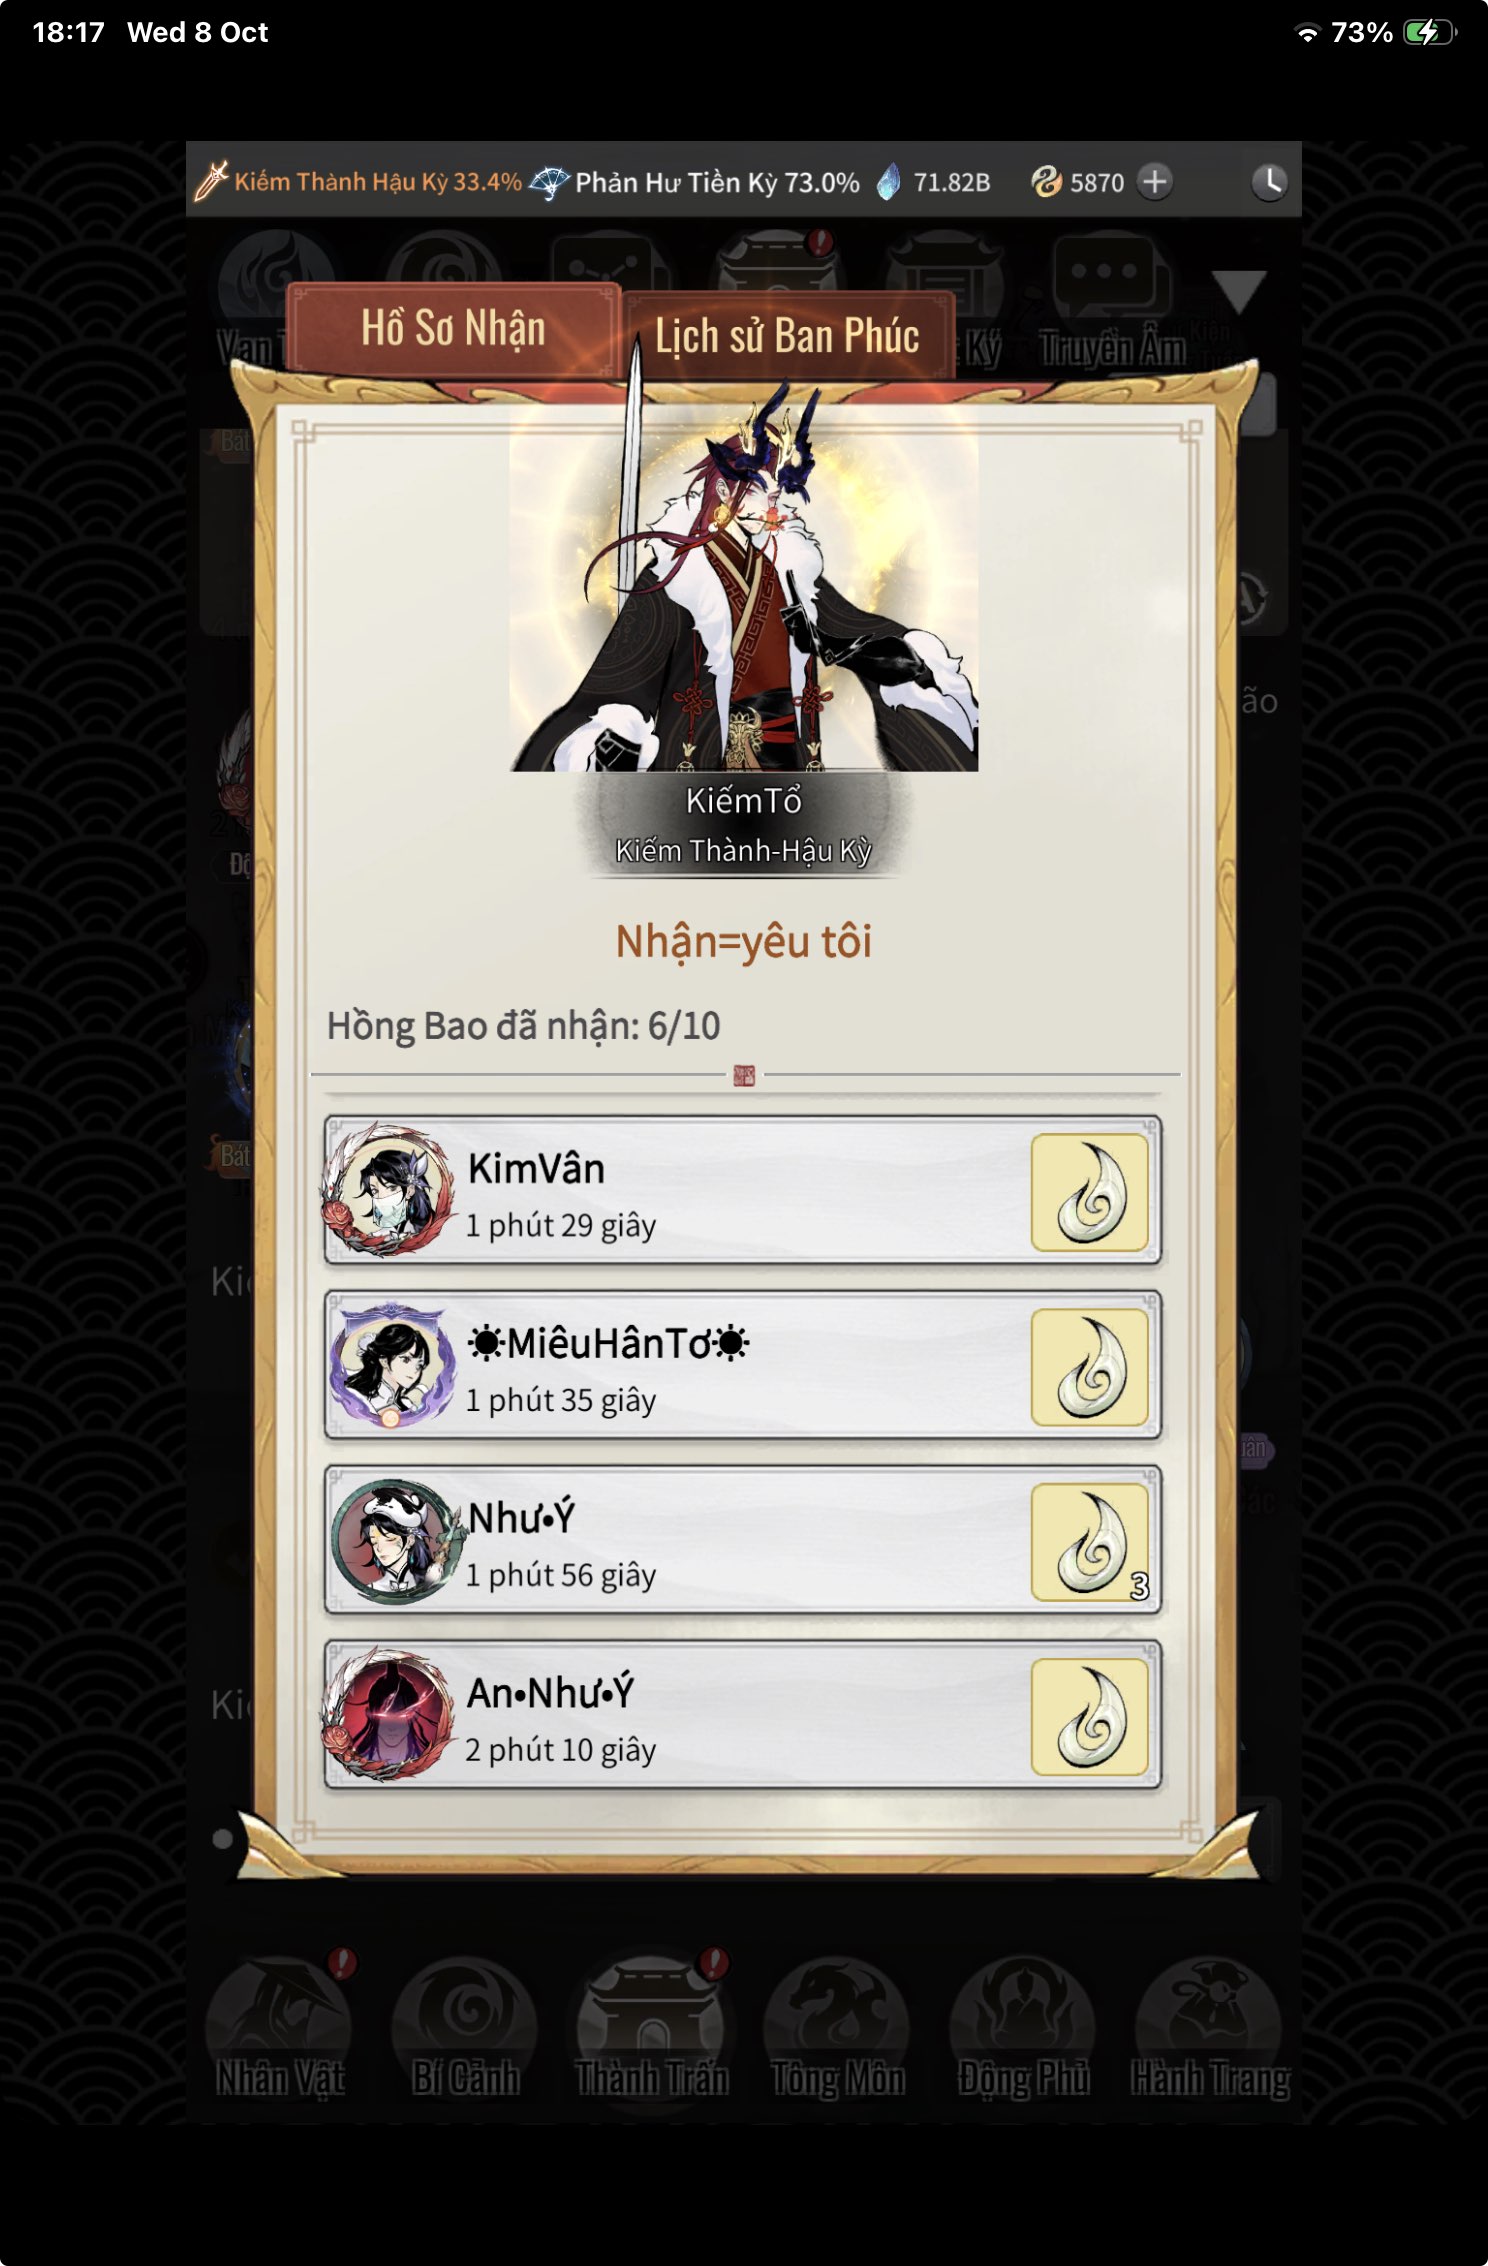 18:17 Wed 8 Oct 73%
Kiếm Thành Hậu Kỳ 33.4% Phản Hư Tiền Kỳ 73.0% 71.82B 5870
Hồ Sơ Nhận
Lịch sử Ban Phúc
Vạn
Kỳ
Truyền Âm
Bát
ão
KiếmTổ
Kiếm Thành-Hậu Kỳ
Nhận=yêu tôi
Hồng Bao đã nhận: 6/10
KimVân
1 phút 29 giây
Bát
☀MiêuHânTơ☀
1 phút 35 giây
Như•Ý
1 phút 56 giây
3
An•Như•Ý
2 phút 10 giây
Nhân Vật
Bí Cảnh
Thành Trấn
Tông Môn
Động Phủ
Hành Trang